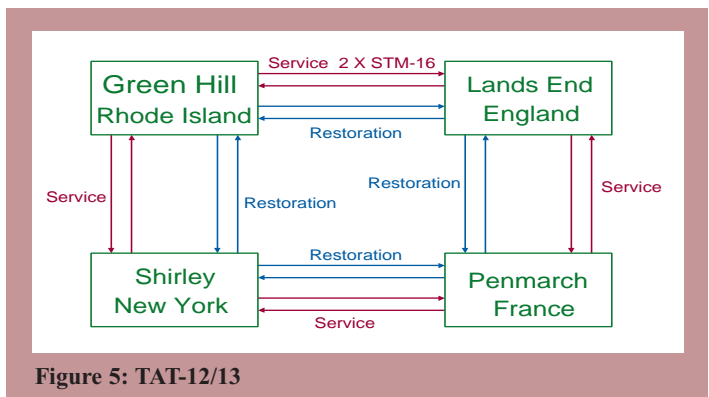 Service 2 X STM-16
Green Hill
Rhode Island
Lands End
England
Restoration
Service
Restoration
Restoration
Service
Restoration
Shirley
New York
Penmarch
France
Service
Figure 5: TAT-12/13